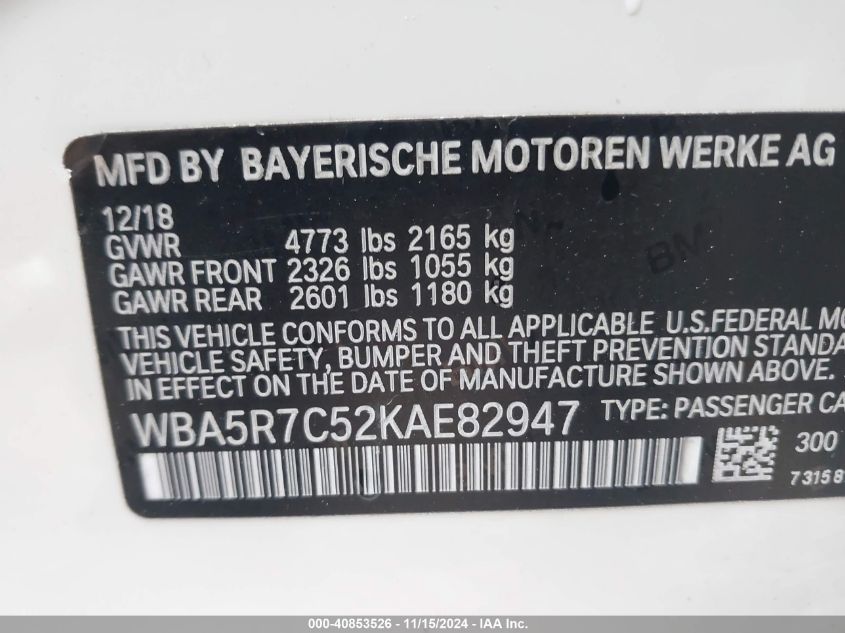 MFD BY BAYERISCHE MOTOREN WERKE AG
12/18
GVWR 4773 lbs 2165 kg
GAWR FRONT 2326 lbs 1055 kg
GAWR REAR 2601 lbs 1180 kg
THIS VEHICLE CONFORMS TO ALL APPLICABLE U.S.FEDERAL MO
VEHICLE SAFETY, BUMPER AND THEFT PREVENTION STANDA
IN EFFECT ON THE DATE OF MANUFACTURE SHOWN ABOVE.
WBA5R7C52KAE82947 TYPE: PASSENGER CA
300
73158
000-40853526 - 11/15/2024 - © IAA, Inc.